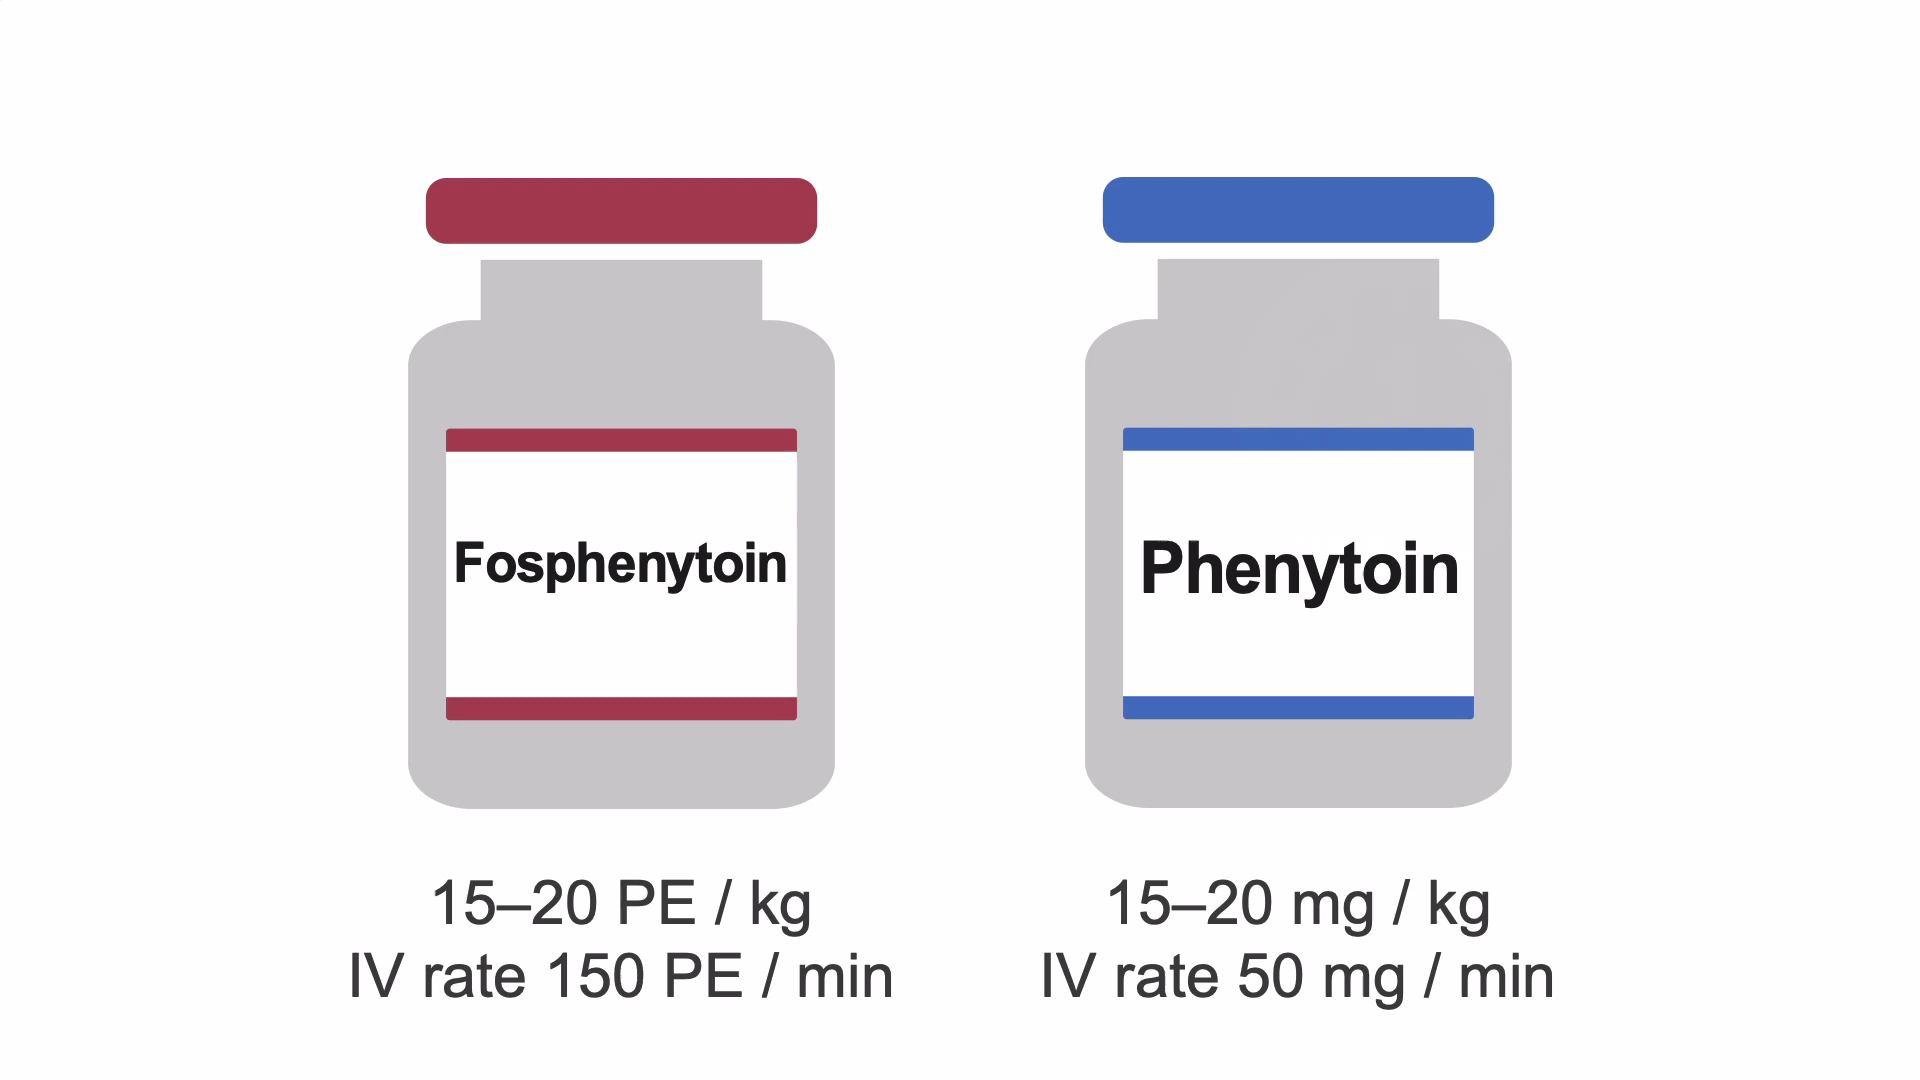 Fosphenytoin
15–20 PE / kg
IV rate 150 PE / min
Phenytoin
15–20 mg / kg
IV rate 50 mg / min